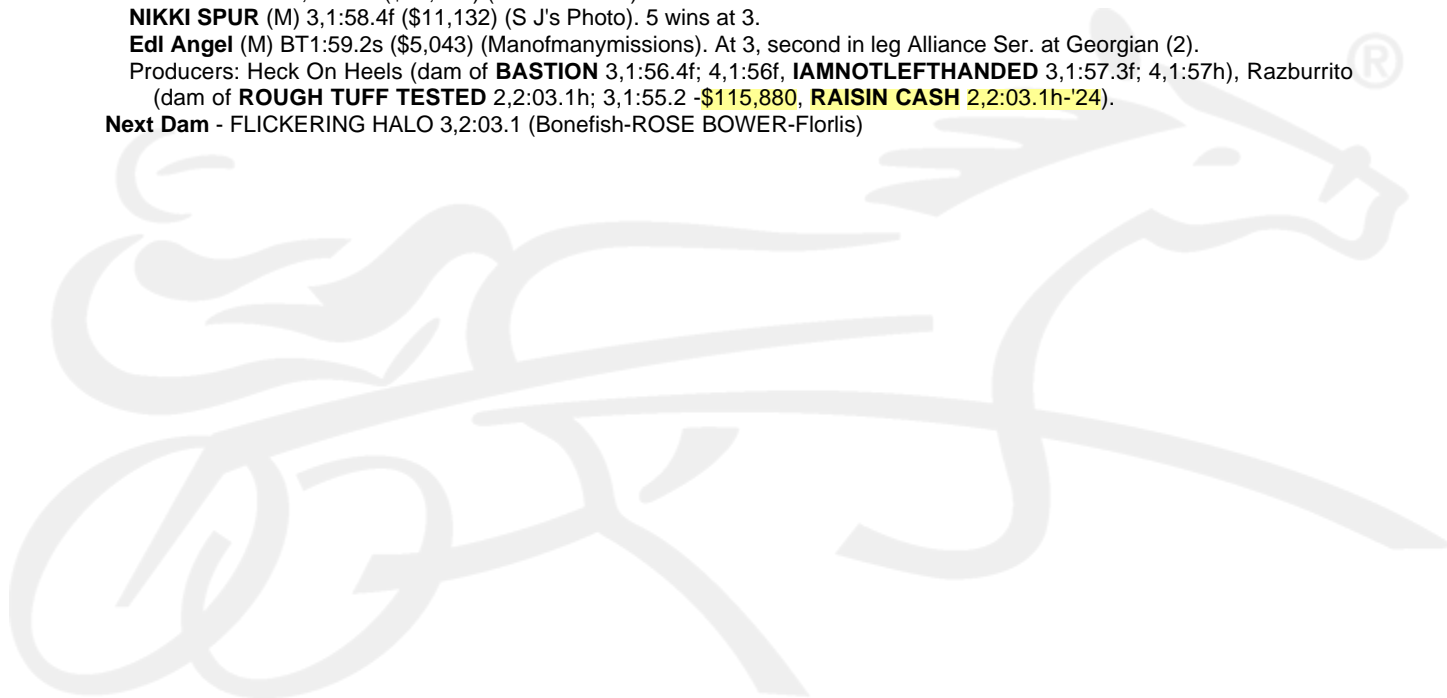 NIKKI SPUR (M) 3,1:58.4f ($11,132) (S J's Photo). 5 wins at 3.
Edl Angel (M) BT1:59.2s ($5,043) (Manofmanymissions). At 3, second in leg Alliance Ser. at Georgian (2).
Producers: Heck On Heels (dam of BASTION 3,1:56.4f; 4,1:56f, IAMNOTLEFTHANDED 3,1:57.3f; 4,1:57h), Razburrito
(dam of ROUGH TUFF TESTED 2,2:03.1h; 3,1:55.2 -$115,880, RAISIN CASH 2,2:03.1h-'24).
Next Dam - FLICKERING HALO 3,2:03.1 (Bonefish-ROSE BOWER-Florlis)
®